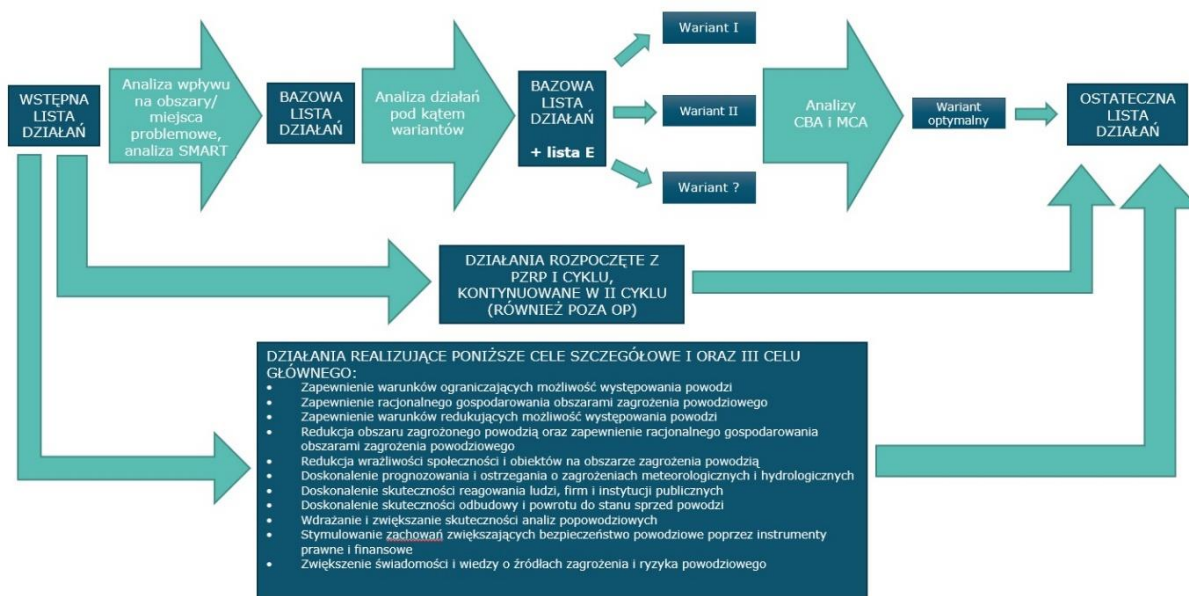 WSTĘPNA
LISTA
DZIAŁAŃ
Analiza wpływu
na obszary/
miejsca
problemowe,
analiza SMART
BAZOWA
LISTA
DZIAŁAŃ
Analiza działań
pod kątem
wariantów
BAZOWA
LISTA
DZIAŁAŃ
+ lista E
Wariant I
Wariant II
Wariant ?
Analizy
CBA i MCA
Wariant
optymalny
OSTATECZNA
LISTA
DZIAŁAŃ
DZIAŁANIA ROZPOCZĘTE Z
PZRP I CYKLU,
KONTYNUOWANE W II CYKLU
(RÓWNIEŻ POZA OP)
DZIAŁANIA REALIZUJĄCE PONIŻSZE CELE SZCZEGÓŁOWE I ORAZ III CELU
GŁÓWNEGO:
• Zapewnienie warunków ograniczających możliwość występowania powodzi
• Zapewnienie racjonalnego gospodarowania obszarami zagrożenia powodziowego
• Zapewnienie warunków redukujących możliwość występowania powodzi
• Redukcja obszaru zagrożonego powodzią oraz zapewnienie racjonalnego gospodarowania
obszarami zagrożenia powodziowego
• Redukcja wrażliwości społeczności i obiektów na obszarze zagrożenia powodzią
• Doskonalenie prognozowania i ostrzegania o zagrożeniach meteorologicznych i hydrologicznych
• Doskonalenie skuteczności reagowania ludzi, firm i instytucji publicznych
• Doskonalenie skuteczności odbudowy i powrotu do stanu sprzed powodzi
• Wdrażanie i zwiększanie skuteczności analiz popowodziowych
• Stymulowanie zachowań zwiększających bezpieczeństwo powodziowe poprzez instrumenty
prawne i finansowe
• Zwiększenie świadomości i wiedzy o źródłach zagrożenia i ryzyka powodziowego